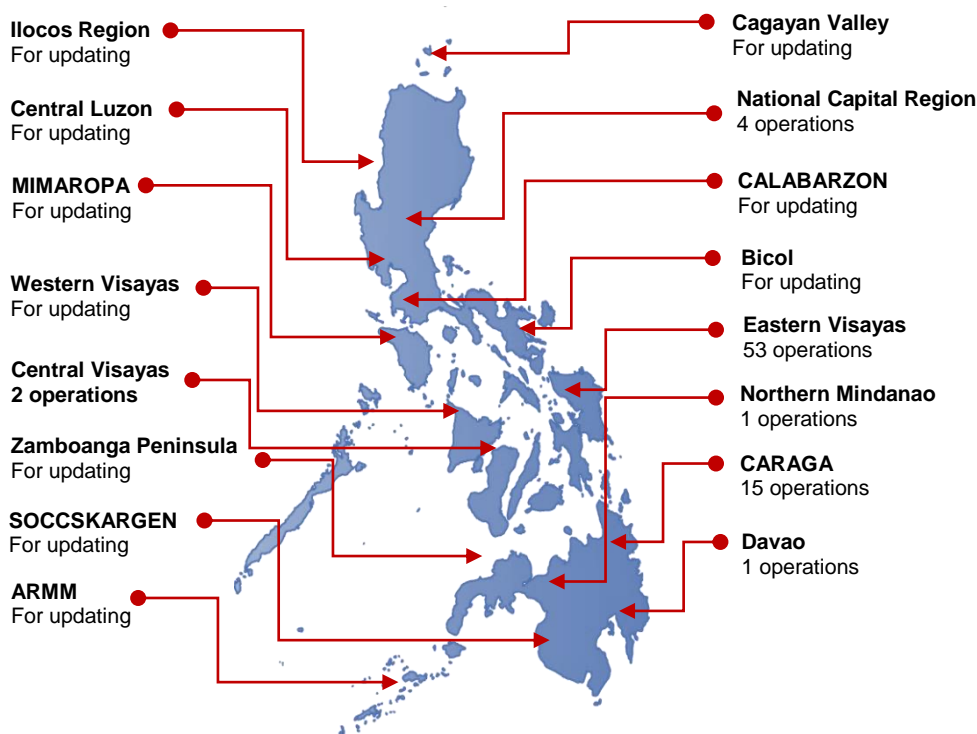 Ilocos Region
For updating
Central Luzon
For updating
MIMAROPA
For updating
Western Visayas
For updating
Central Visayas
2 operations
Zamboanga Peninsula
For updating
SOCCSKARGEN
For updating
ARMM
For updating
Cagayan Valley
For updating
National Capital Region
4 operations
CALABARZON
For updating
Bicol
For updating
Eastern Visayas
53 operations
Northern Mindanao
1 operations
CARAGA
15 operations
Davao
1 operations